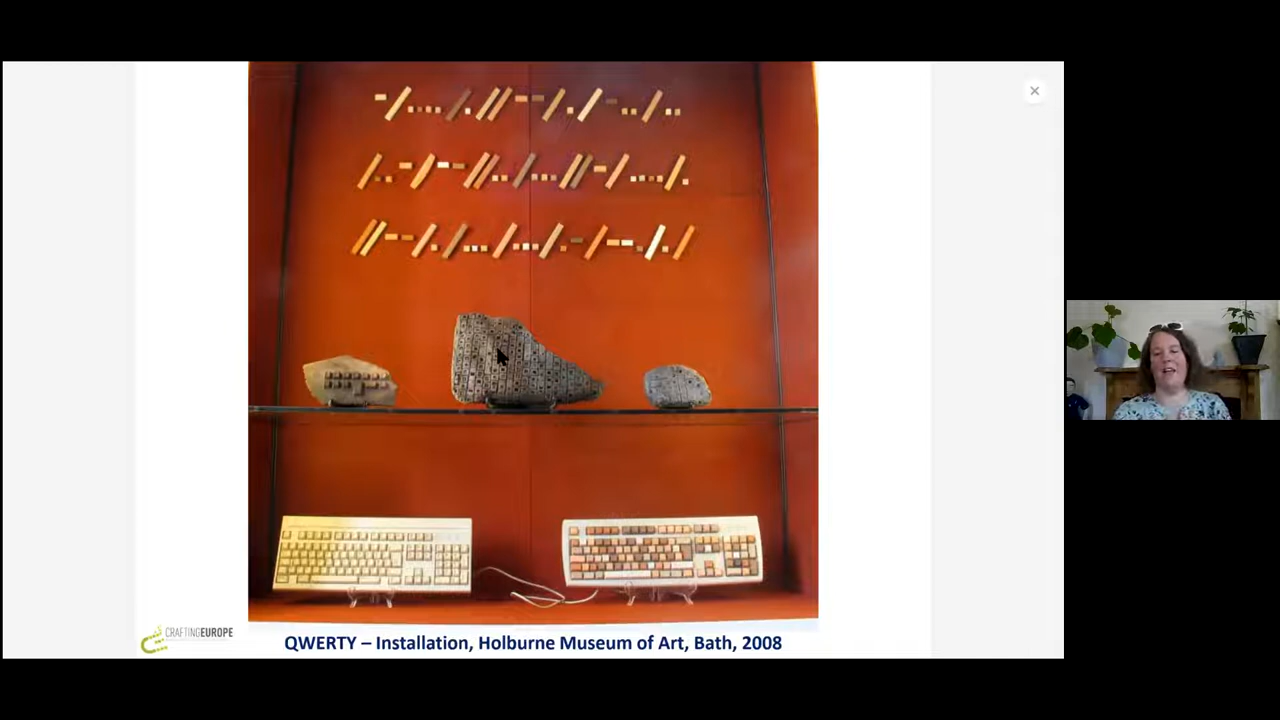 CRAFTINGEUROPE
QWERTY – Installation, Holburne Museum of Art, Bath, 2008